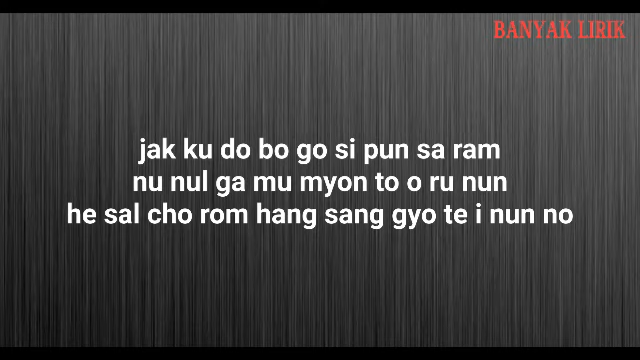 BANYAK LIRIK
jak ku do bo go si pun sa ram
nu nul ga mu myon to o ru nun
he sal cho rom hang sang gyo te i nun no